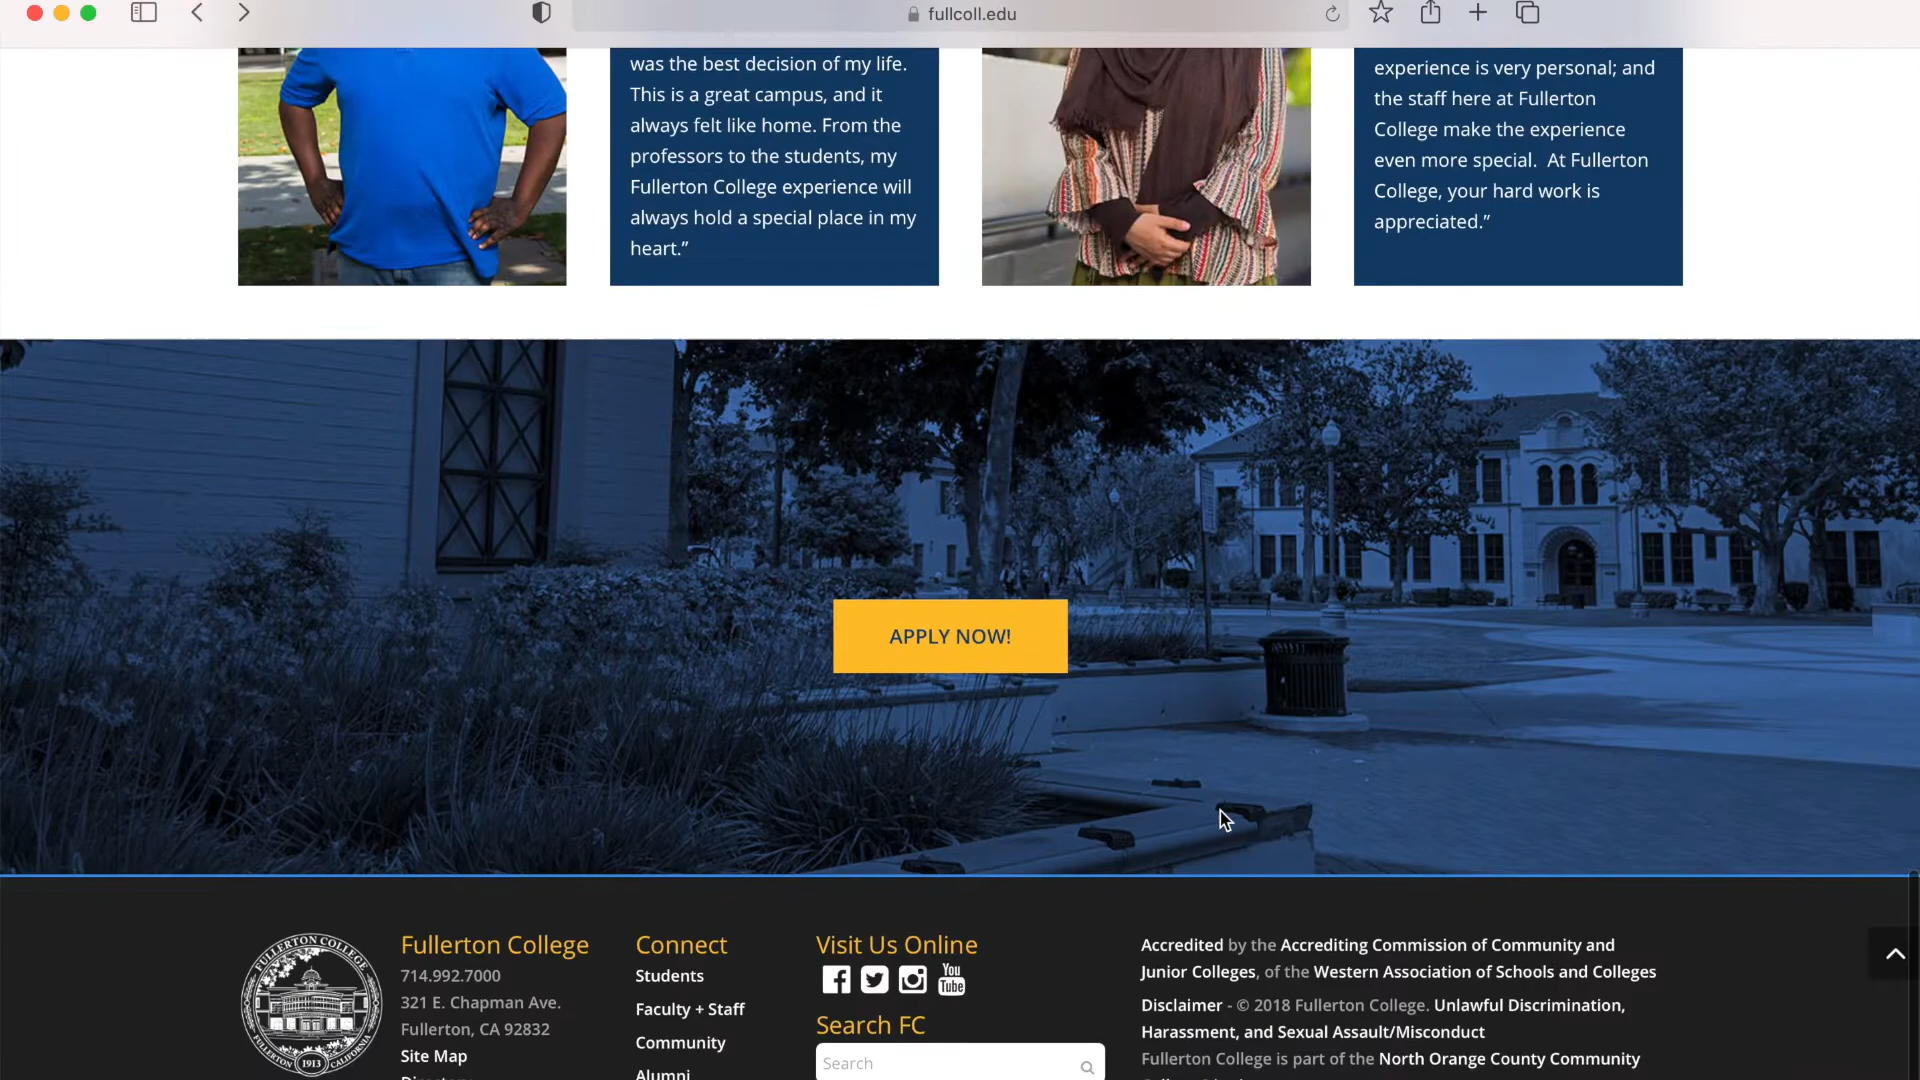 fullcoll.edu
was the best decision of my life.
This is a great campus, and it
always felt like home. From the
professors to the students, my
Fullerton College experience will
always hold a special place in my
heart.”
experience is very personal; and
the staff here at Fullerton
College make the experience
even more special.  At Fullerton
College, your hard work is
appreciated.”
APPLY NOW!
FULLERTON COLLEGE
FULLERTON CALIFORNIA
1913
Fullerton College
714.992.7000
321 E. Chapman Ave.
Fullerton, CA 92832
Site Map
Connect
Students
Faculty + Staff
Community
Alumni
Visit Us Online
You
Tube
Search FC
Search
Accredited by the Accrediting Commission of Community and
Junior Colleges, of the Western Association of Schools and Colleges
Disclaimer - © 2018 Fullerton College. Unlawful Discrimination,
Harassment, and Sexual Assault/Misconduct
Fullerton College is part of the North Orange County Community